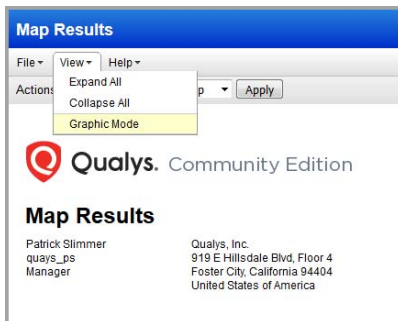 Map Results
File View Help
Expand All
Actions p Apply
Collapse All
Graphic Mode
Qualys. Community Edition
Map Results
Patrick Slimmer Qualys, Inc.
quays_ps 919 E Hillsdale Blvd, Floor 4
Manager Foster City, California 94404
United States of America